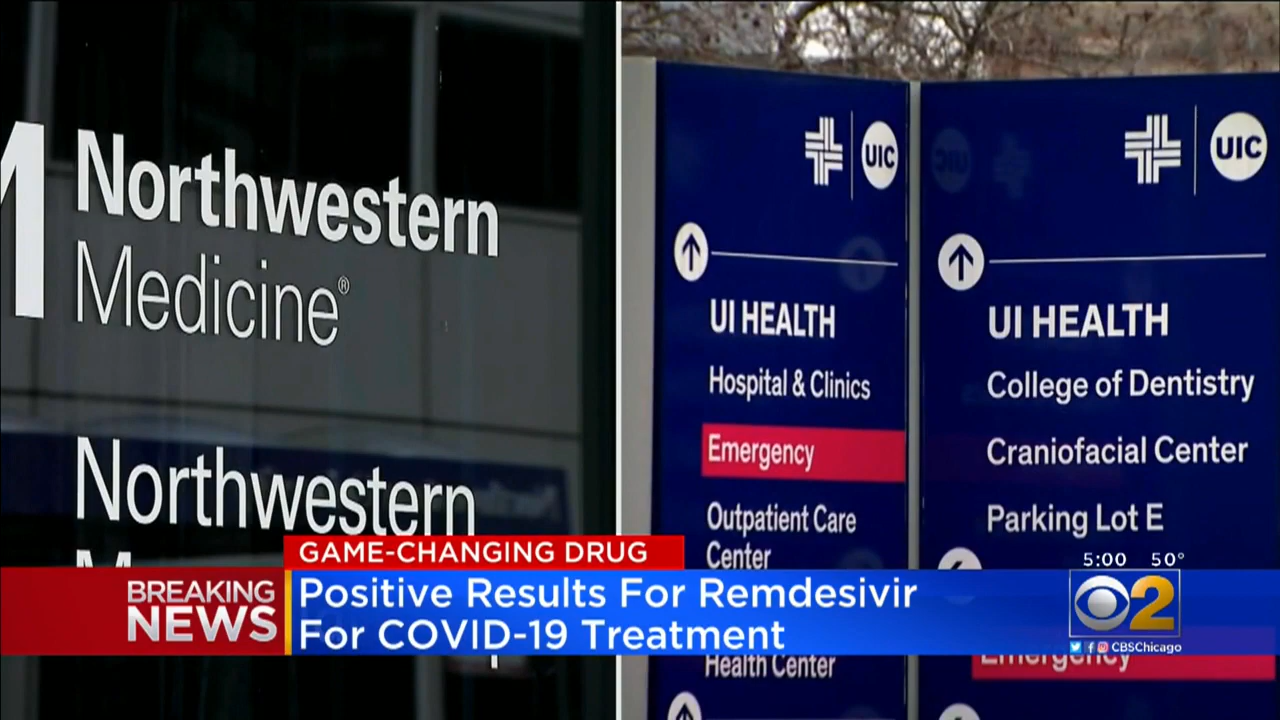 Northwestern
Medicine®
Northwestern
UIC
UI HEALTH
Hospital & Clinics
Emergency
Outpatient Care
Center
Health Center
UIC
UI HEALTH
College of Dentistry
Craniofacial Center
Parking Lot E
Emergency
GAME-CHANGING DRUG
BREAKING
NEWS
Positive Results For Remdesivir
For COVID-19 Treatment
5:00 50°
2
CBSChicago